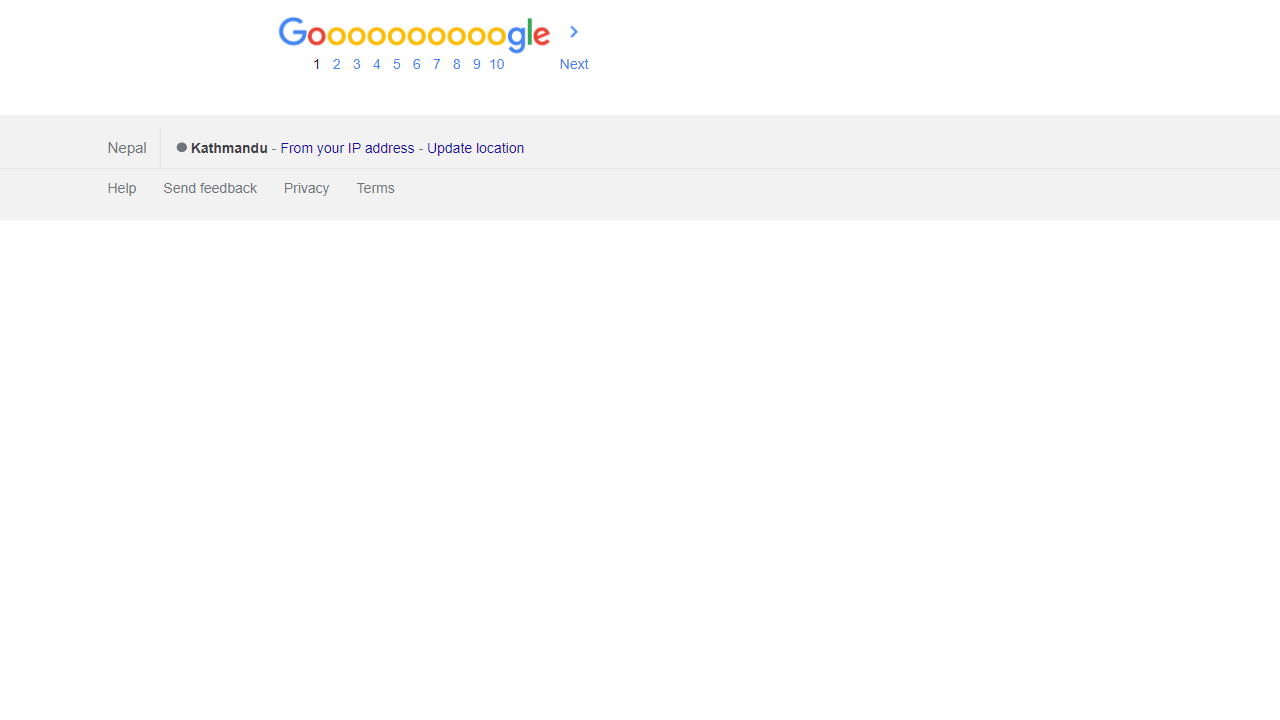 Goooooooooogle
1 2 3 4 5 6 7 8 9 10 Next
Nepal Kathmandu - From your IP address - Update location
Help Send feedback Privacy Terms